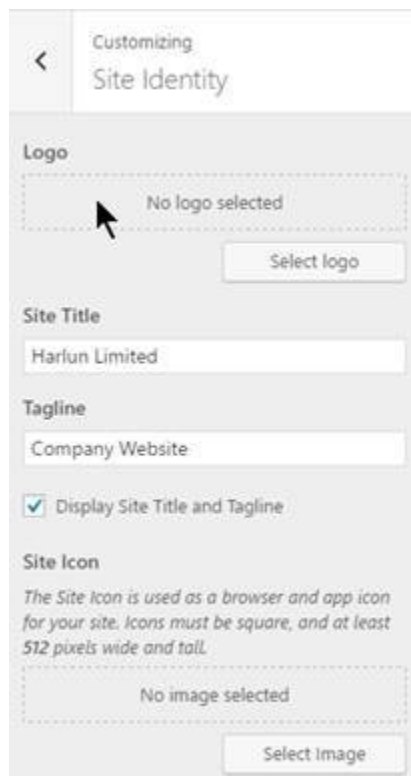 Customizing
Site Identity
Logo
No logo selected
Select logo
Site Title
Harlun Limited
Tagline
Company Website
Display Site Title and Tagline
Site Icon
The Site Icon is used as a browser and app icon
for your site. Icons must be square, and at least
512 pixels wide and tall.
No image selected
Select Image